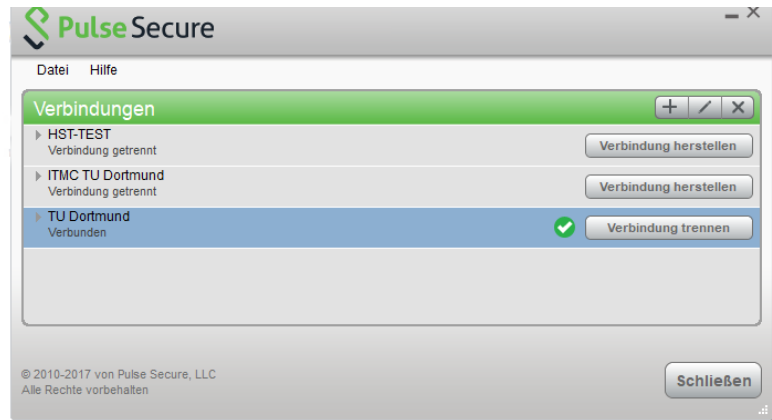 Pulse Secure
Datei Hilfe
Verbindungen
HST-TEST
Verbindung getrennt
Verbindung herstellen
ITMC TU Dortmund
Verbindung getrennt
Verbindung herstellen
TU Dortmund
Verbunden
Verbindung trennen
© 2010-2017 von Pulse Secure, LLC
Alle Rechte vorbehalten
Schließen